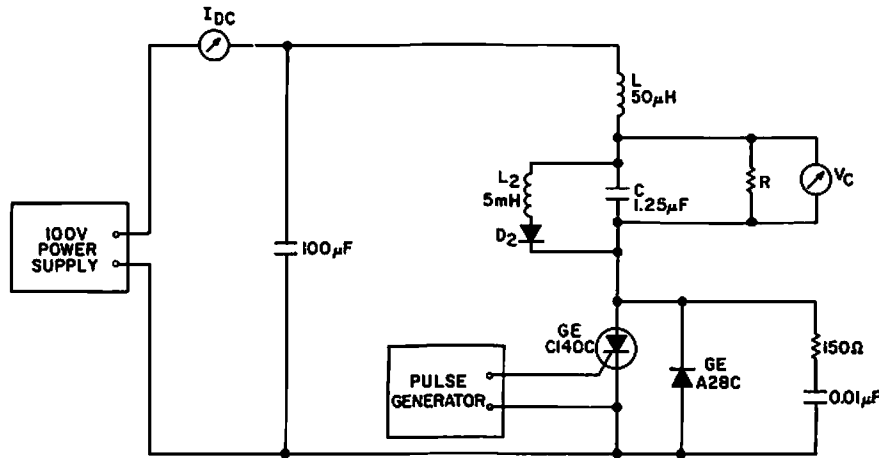 I DC
L
50μH
L2
5mH
C
1.25μF
R
VC
D2
100V
POWER
SUPPLY
100μF
GE
C140C
GE
A28C
150Ω
0.01μF
PULSE
GENERATOR